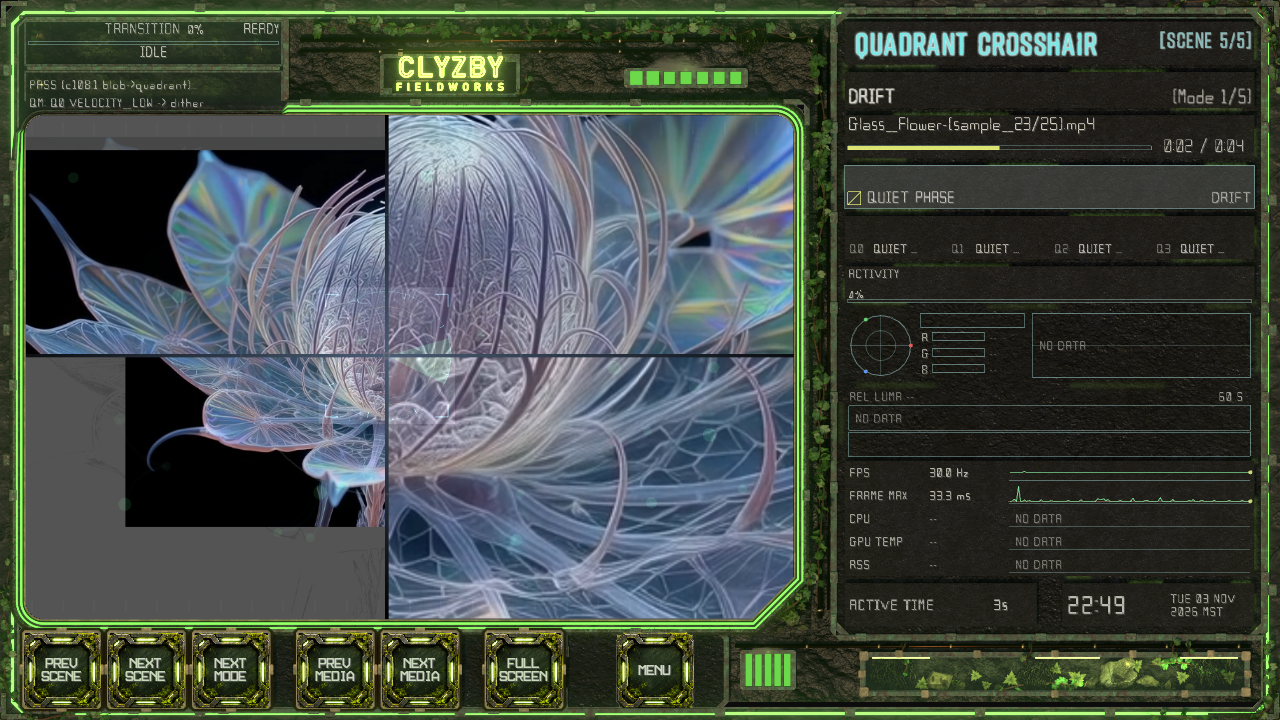 TRANSITION 0% READY
IDLE
PASS (c1081 blob->quadrant)
QM Q0 VELOCITY_LOW -> dither
CLYZBY
FIELDWORKS
QUADRANT CROSSHAIR [SCENE 5/5]
DRIFT (Mode 1/5)
Glass_Flower-(sample_23/25).mp4
0:02 / 0:04
QUIET PHASE DRIFT
Q0 QUIET _ Q1 QUIET _ Q2 QUIET _ Q3 QUIET _
ACTIVITY
0%
R
G --
B --
NO DATA
REL LUMA -- 60 S
NO DATA
FPS 30.0 Hz
FRAME MAX 33.3 mS
CPU -- NO DATA
GPU TEMP -- NO DATA
RSS -- NO DATA
ACTIVE TIME 3s
22:49
TUE 03 NOV
2026 MST
PREV SCENE
NEXT SCENE
NEXT MODE
PREV MEDIA
NEXT MEDIA
FULL SCREEN
MENU